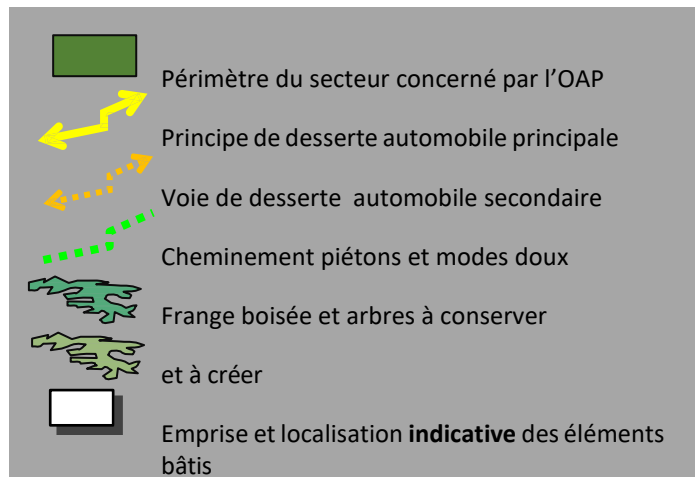 Périmètre du secteur concerné par l’OAP
Principe de desserte automobile principale
Voie de desserte automobile secondaire
Cheminement piétons et modes doux
Frange boisée et arbres à conserver
et à créer
Emprise et localisation indicative des éléments
bâtis